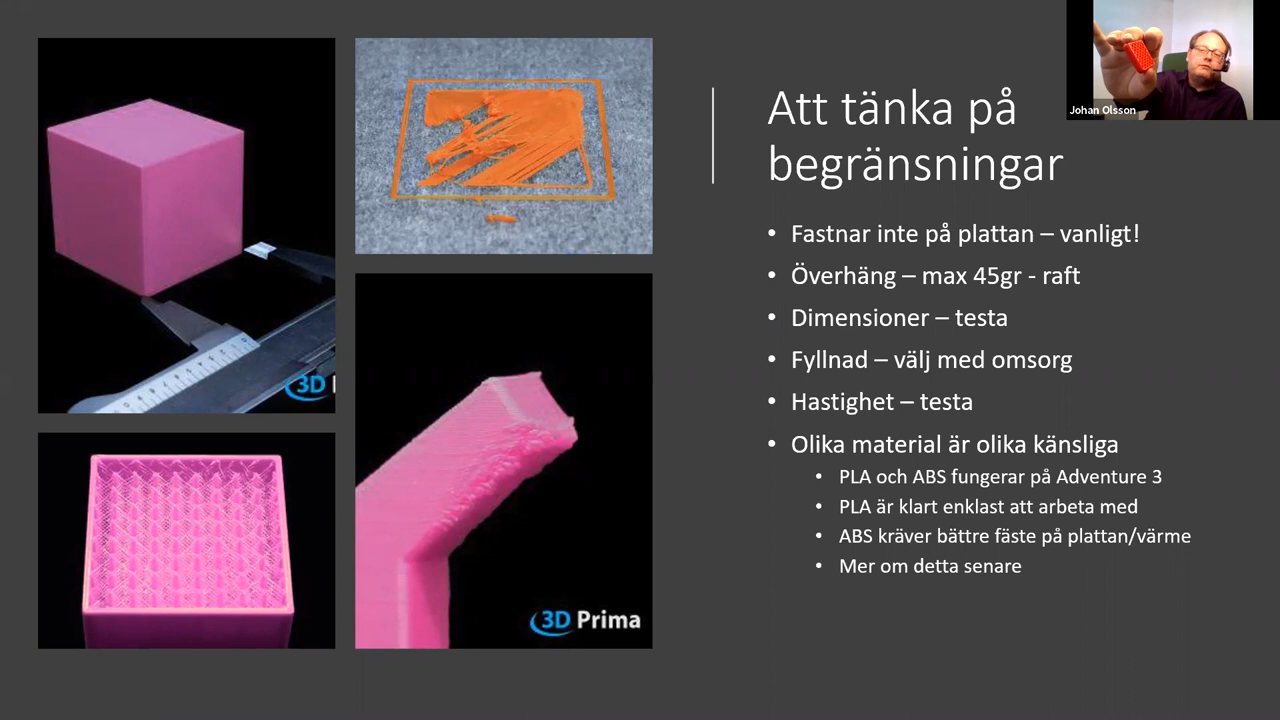 Johan Olsson
Att tänka på
begränsningar
• Fastnar inte på plattan – vanligt!
• Överhäng – max 45gr - raft
• Dimensioner – testa
• Fyllnad – välj med omsorg
• Hastighet – testa
• Olika material är olika känsliga
• PLA och ABS fungerar på Adventure 3
• PLA är klart enklast att arbeta med
• ABS kräver bättre fäste på plattan/värme
• Mer om detta senare
3D
3D Prima